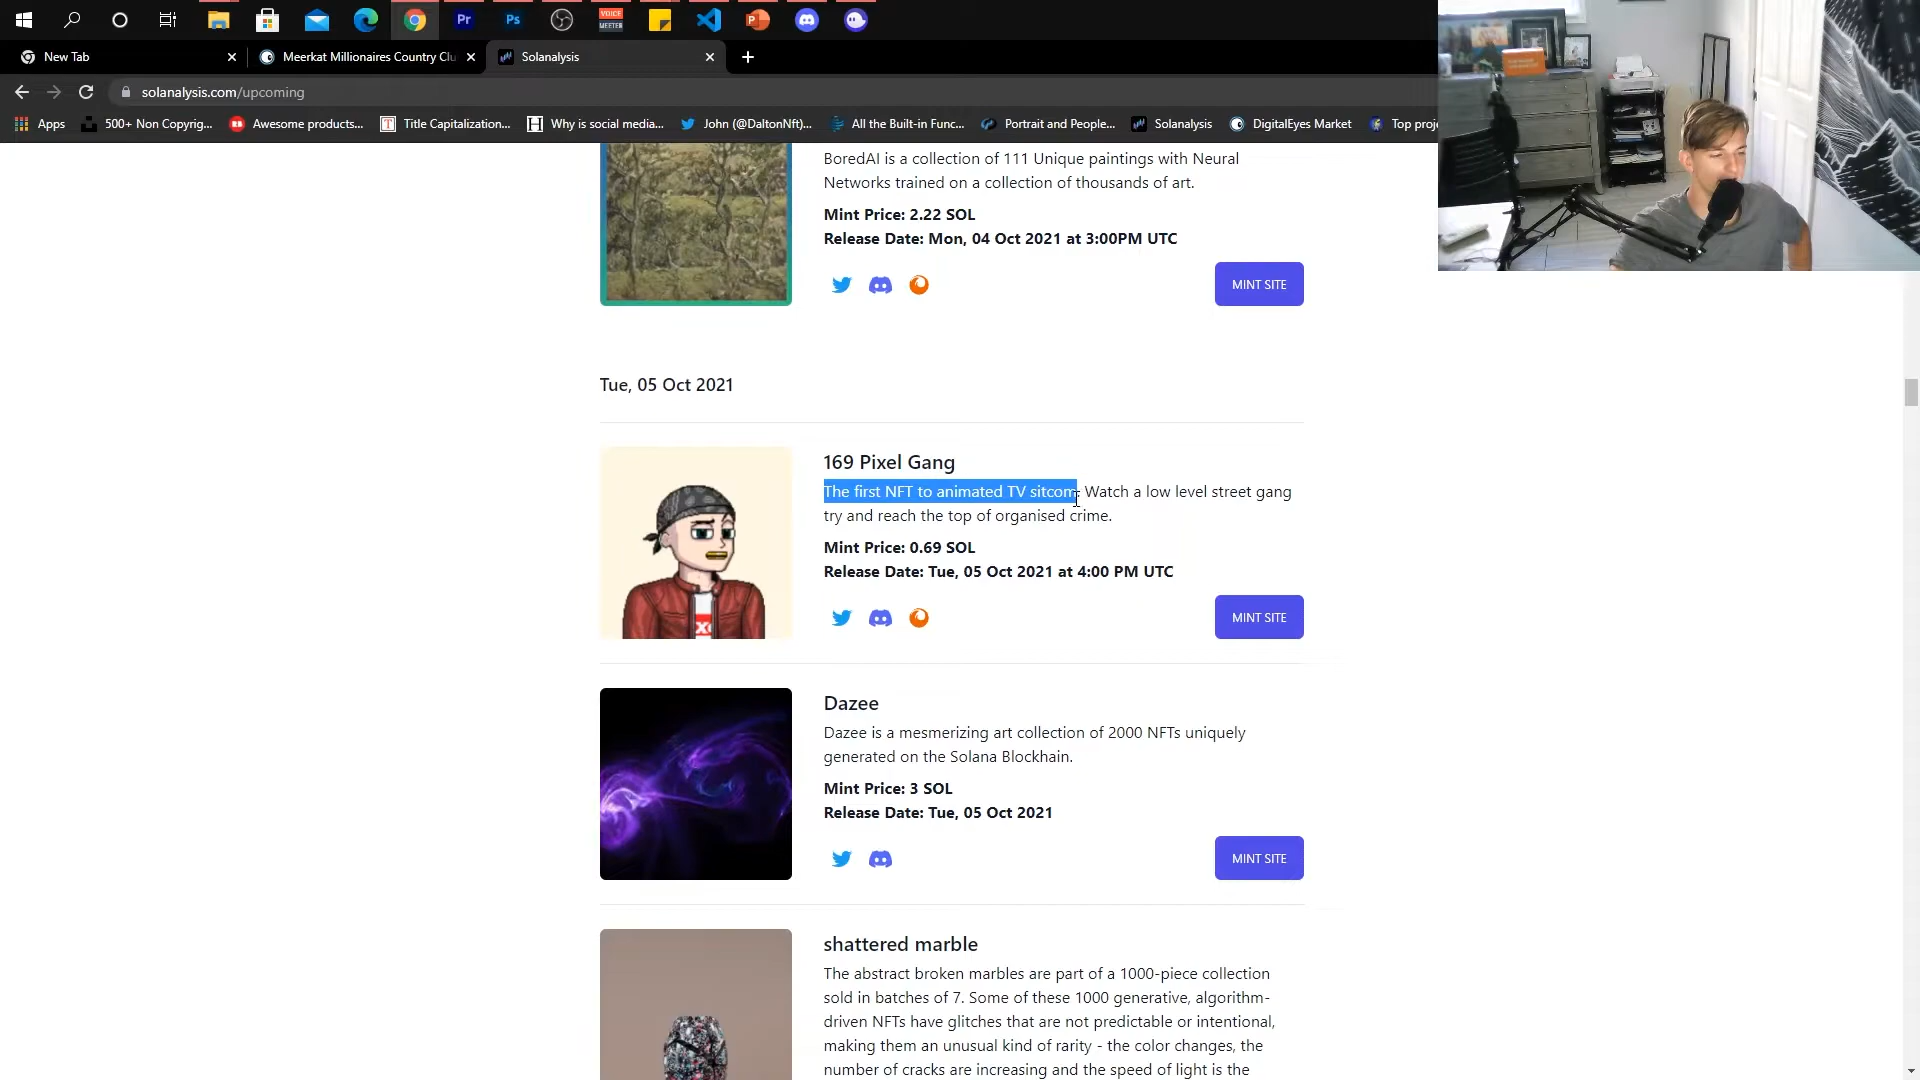 Pr
Ps
VOICE
MEETER
P
New Tab
Meerkat Millionaires Country Clu
Solanalysis
solanalysis.com/upcoming
Apps
500+ Non Copyrig...
Awesome products...
Title Capitalization...
Why is social media...
John (@DaltonNft)...
All the Built-in Func...
Portrait and People...
Solanalysis
DigitalEyes Market
Top proj
BoredAI is a collection of 111 Unique paintings with Neural
Networks trained on a collection of thousands of art.
Mint Price: 2.22 SOL
Release Date: Mon, 04 Oct 2021 at 3:00PM UTC
MINT SITE
Tue, 05 Oct 2021
169 Pixel Gang
The first NFT to animated TV sitcom. Watch a low level street gang
try and reach the top of organised crime.
Mint Price: 0.69 SOL
Release Date: Tue, 05 Oct 2021 at 4:00 PM UTC
MINT SITE
Dazee
Dazee is a mesmerizing art collection of 2000 NFTs uniquely
generated on the Solana Blockhain.
Mint Price: 3 SOL
Release Date: Tue, 05 Oct 2021
MINT SITE
shattered marble
The abstract broken marbles are part of a 1000-piece collection
sold in batches of 7. Some of these 1000 generative, algorithm-
driven NFTs have glitches that are not predictable or intentional,
making them an unusual kind of rarity - the color changes, the
number of cracks are increasing and the speed of light is the